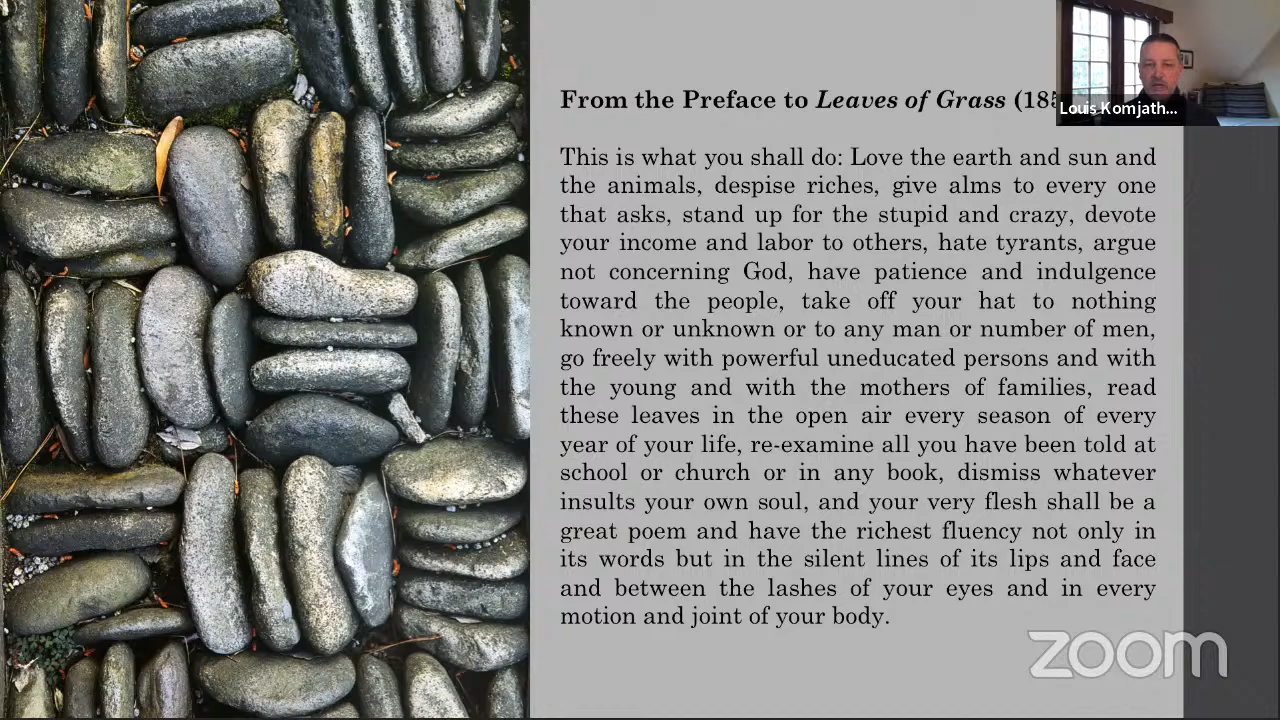 From the Preface to Leaves of Grass (185
Louis Komjath...
This is what you shall do: Love the earth and sun and
the animals, despise riches, give alms to every one
that asks, stand up for the stupid and crazy, devote
your income and labor to others, hate tyrants, argue
not concerning God, have patience and indulgence
toward the people, take off your hat to nothing
known or unknown or to any man or number of men,
go freely with powerful uneducated persons and with
the young and with the mothers of families, read
these leaves in the open air every season of every
year of your life, re-examine all you have been told at
school or church or in any book, dismiss whatever
insults your own soul, and your very flesh shall be a
great poem and have the richest fluency not only in
its words but in the silent lines of its lips and face
and between the lashes of your eyes and in every
motion and joint of your body.
zoom